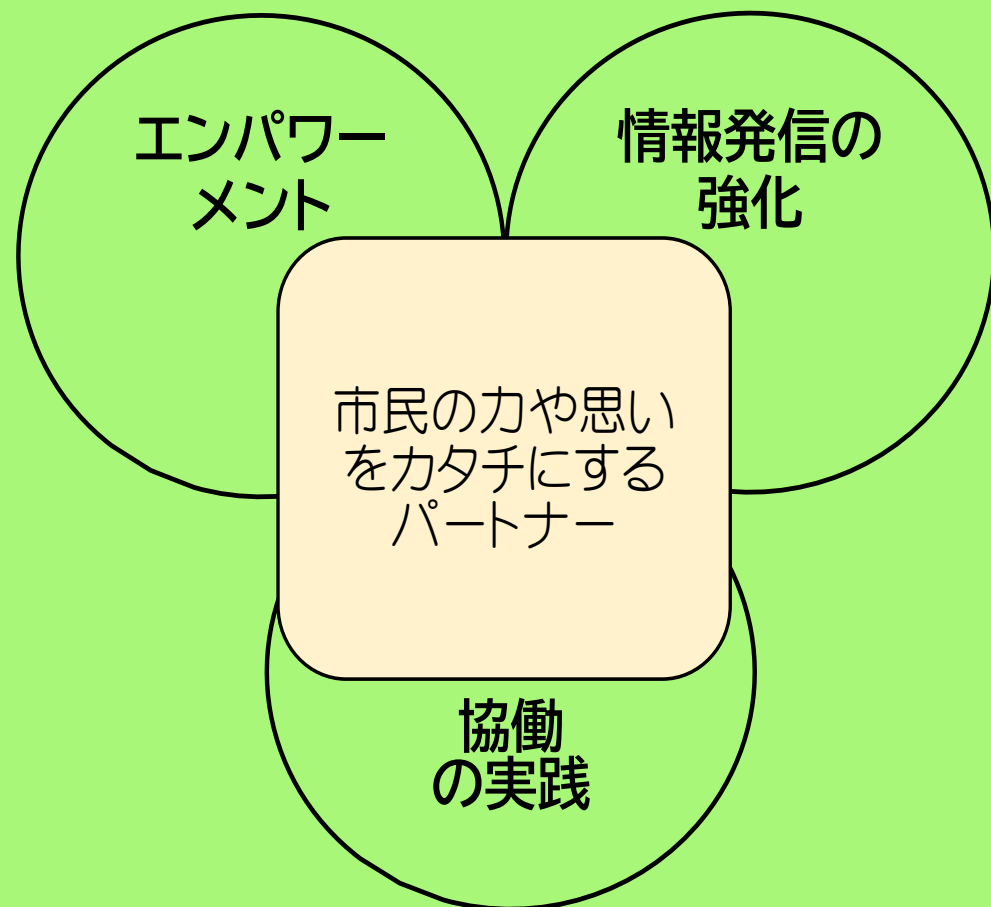 エンパワー
メント
情報発信の
強化
市民の力や思い
をカタチにする
パートナー
協働
の実践